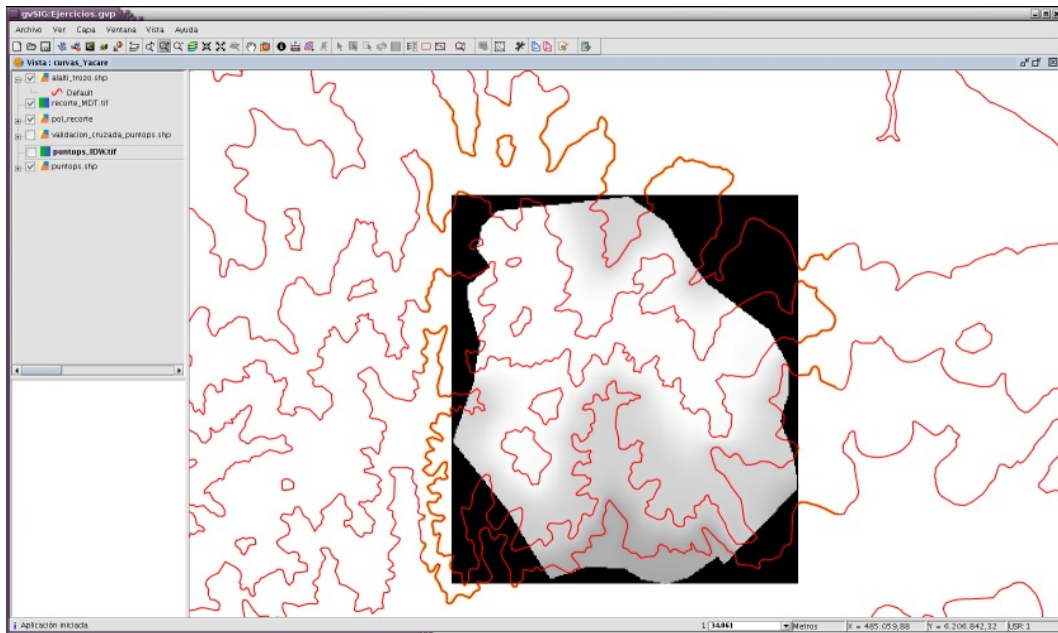 gvSIG:Ejercicios.gvp
Archivo Ver Capa Ventana Vista Ayuda
Vista : curvas_Yacare
alalti_trozo.shp
Default
recorte_MDT.tif
pol_recorte
validacion_cruzada_puntops.shp
puntops_IDW.tif
puntops.shp
Aplicación iniciada
1: 34.061 Metros X = 485.059,88 Y = 6.206.842,32 USR:1